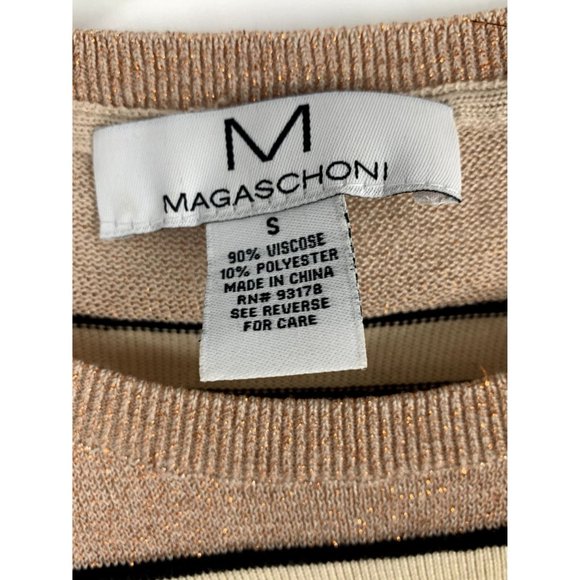 M
MAGASCHONI
S
90% VISCOSE
10% POLYESTER
MADE IN CHINA
RN# 93178
SEE REVERSE
FOR CARE